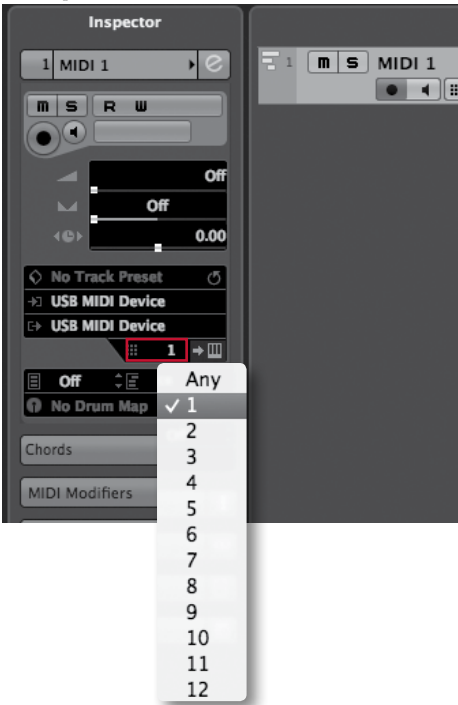 Inspector
1 MIDI 1
e
m S R W
Off
Off
0.00
No Track Preset
USB MIDI Device
USB MIDI Device
1
Off
No Drum Map
Chords
MIDI Modifiers
Any
✓ 1
2
3
4
5
6
7
8
9
10
11
12
1 m S MIDI 1